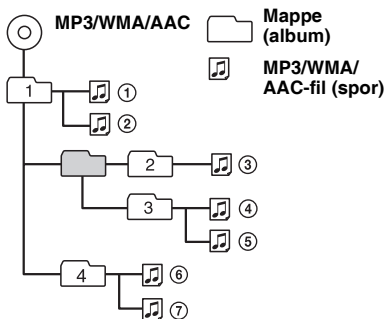 MP3/WMA/AAC
Mappe
(album)
MP3/WMA/
AAC-fil (spor)
1
①
②
2
③
3
④
⑤
4
⑥
⑦